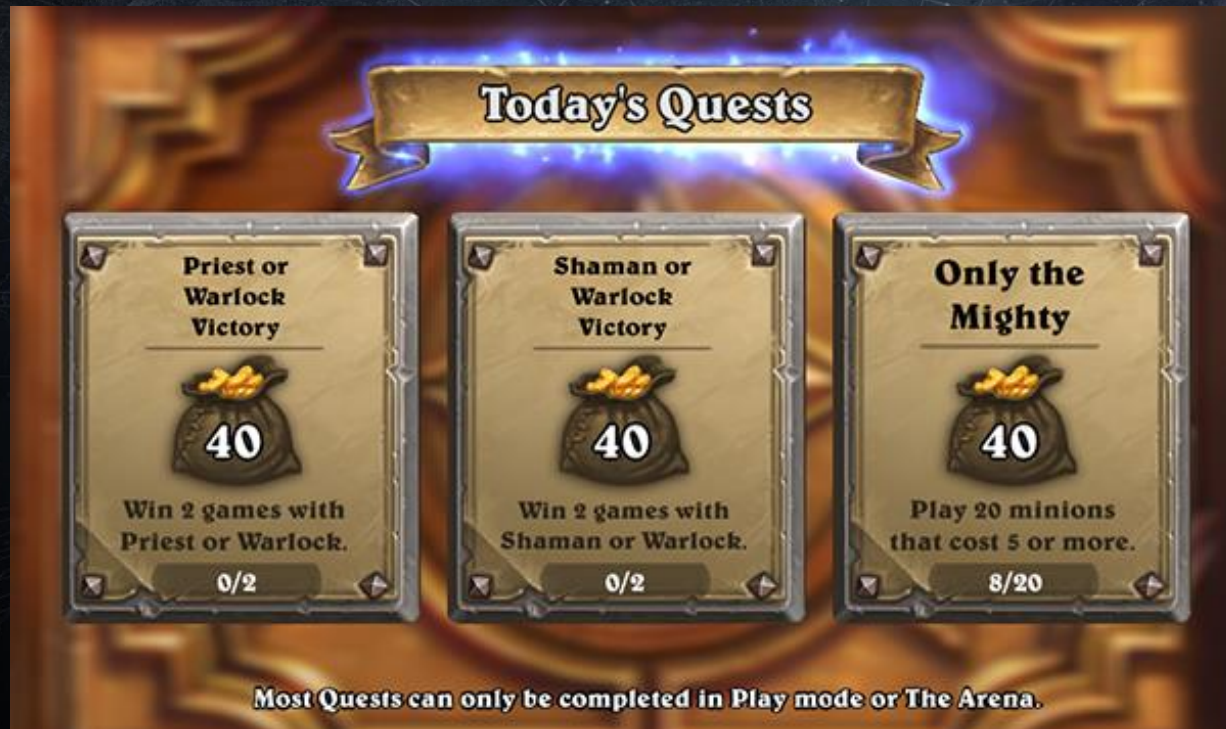 Today's Quests
Priest or
Warlock
Victory
40
Win 2 games with
Priest or Warlock.
0/2
Shaman or
Warlock
Victory
40
Win 2 games with
Shaman or Warlock.
0/2
Only the
Mighty
40
Play 20 minions
that cost 5 or more.
8/20
Most Quests can only be completed in Play mode or The Arena.